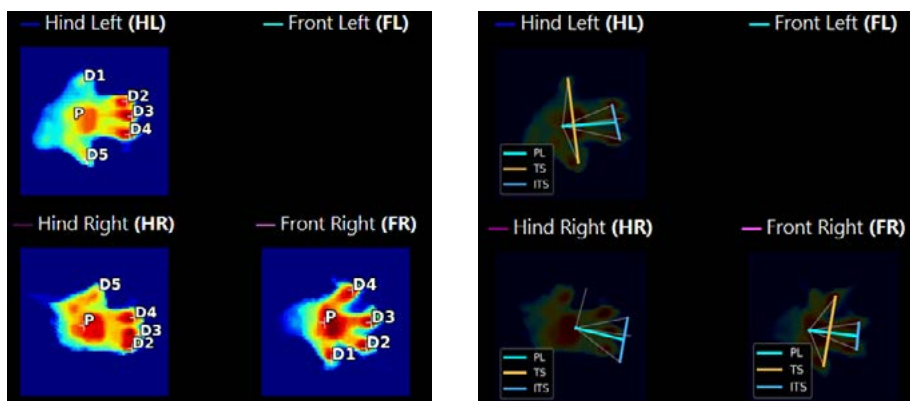 Hind Left (HL)
Front Left (FL)
D1
D2
P
D3
D4
D5
Hind Right (HR)
Front Right (FR)
D5
D4
P
D3
D2
D4
P
D3
D2
D1
Hind Left (HL)
Front Left (FL)
PL
TS
ITS
Hind Right (HR)
Front Right (FR)
PL
TS
ITS
PL
TS
ITS